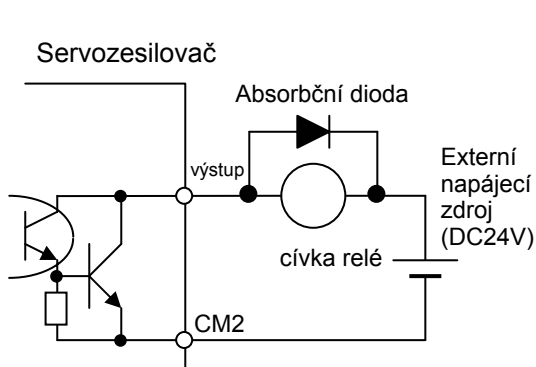 Servozesilovač
Absorbční dioda
výstup
Externí
napájecí
zdroj
(DC24V)
cívka relé
CM2